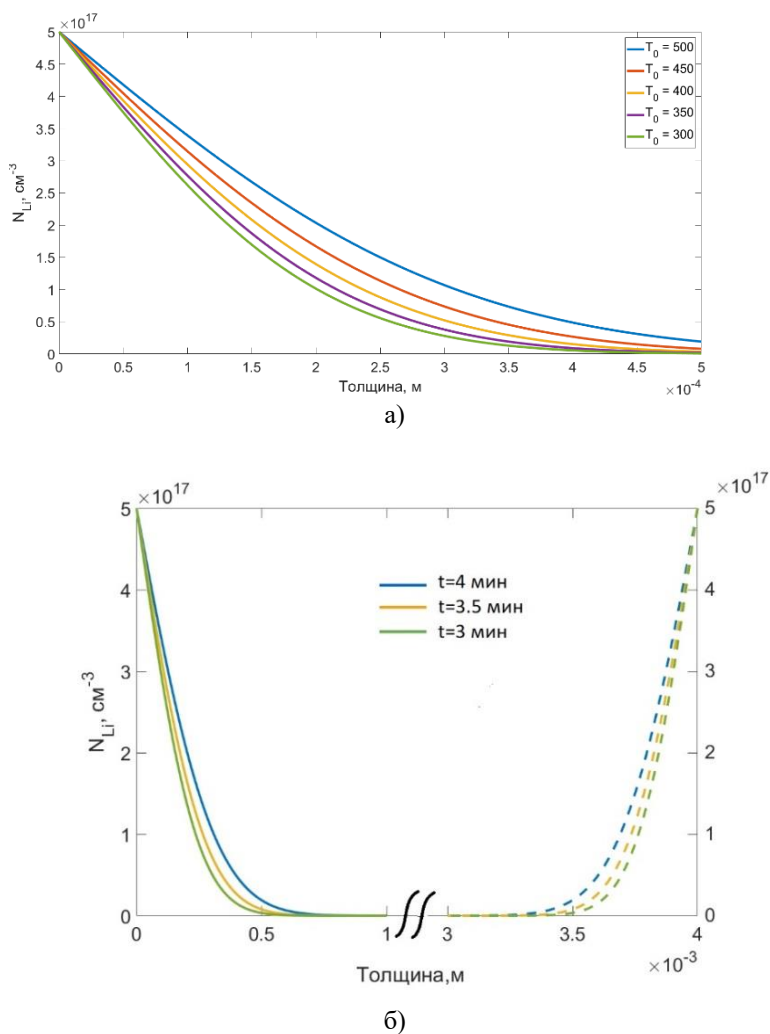 ×10^17
5
4.5
4
3.5
3
2.5
2
1.5
1
0.5
0
N_Li, см^-3
T_0 = 500
T_0 = 450
T_0 = 400
T_0 = 350
T_0 = 300
0 0.5 1 1.5 2 2.5 3 3.5 4 4.5 5
Толщина, м
×10^-4
а)
×10^17 ×10^17
5 5
4 4
3 3
2 2
1 1
0 0
N_Li, см^-3
t=4 мин
t=3.5 мин
t=3 мин
0 0.5 1 3 3.5 4
Толщина,м
×10^-3
б)